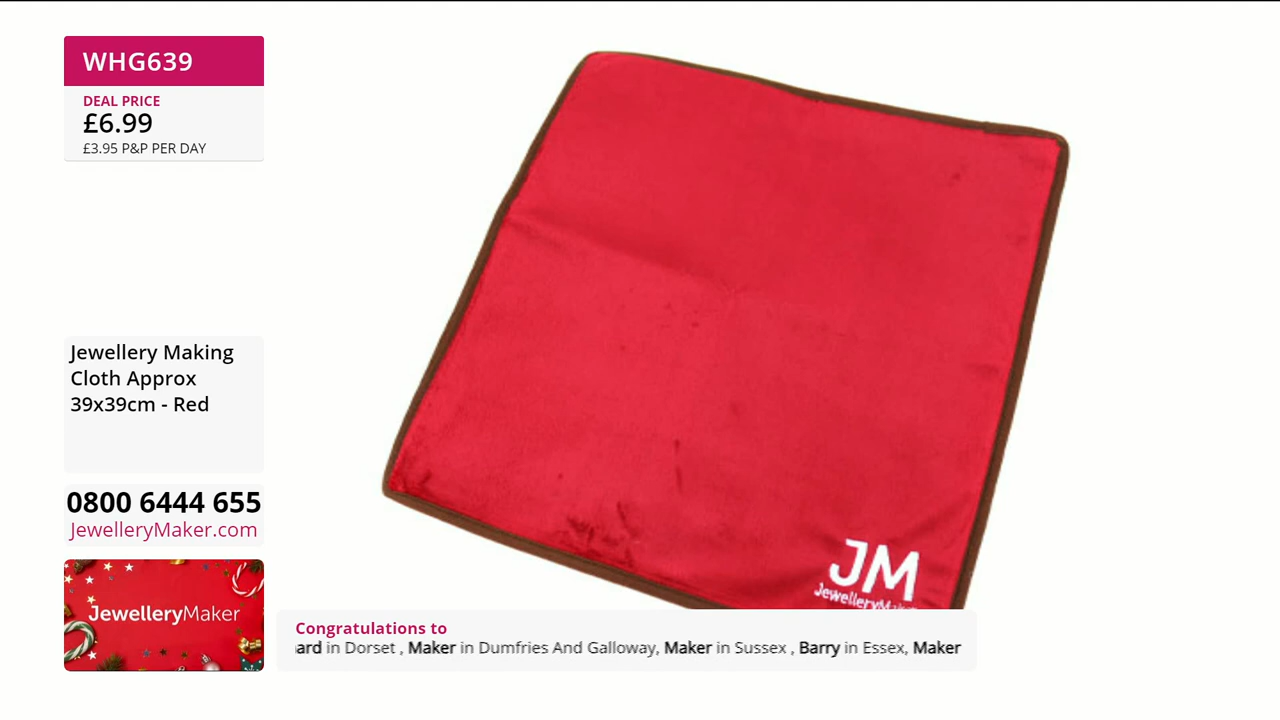 WHG639
DEAL PRICE
£6.99
£3.95 P&P PER DAY
Jewellery Making
Cloth Approx
39x39cm - Red
0800 6444 655
JewelleryMaker.com
JewelleryMaker
JM
JewelleryMaker
Congratulations to
ard in Dorset , Maker in Dumfries And Galloway, Maker in Sussex , Barry in Essex, Maker